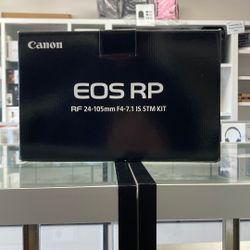 Canon
EOS RP
RF 24-105mm F4-7.1 IS STM KIT